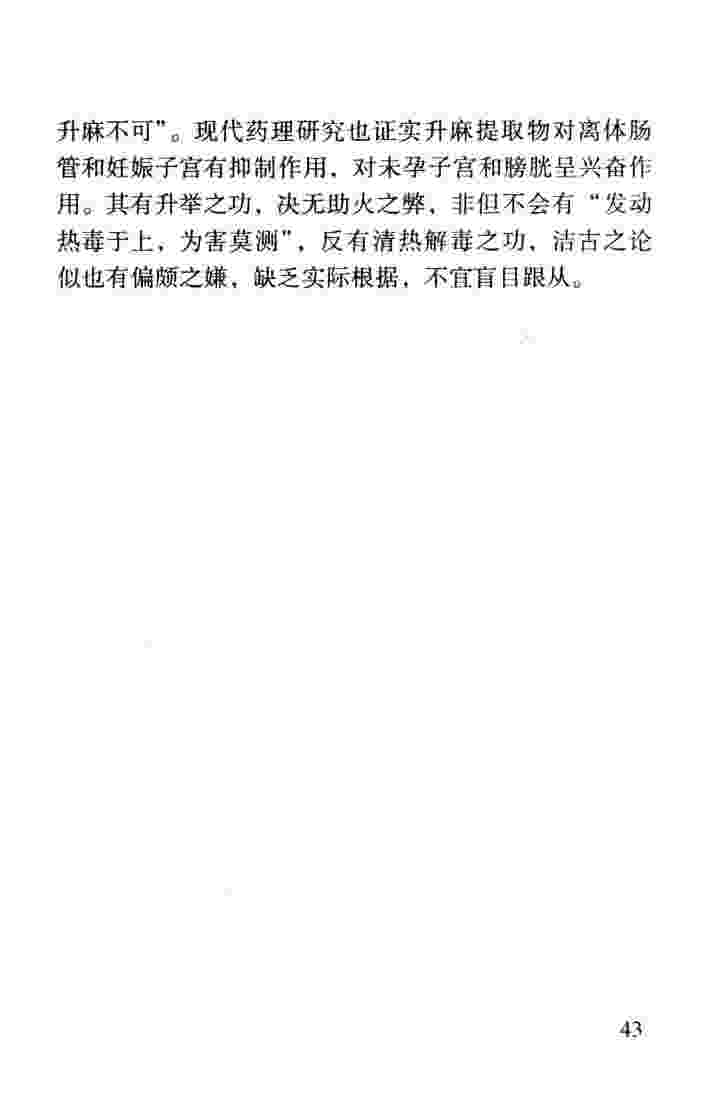 升麻不可”。现代药理研究也证实升麻提取物对离体肠
管和妊娠子宫有抑制作用，对未孕子宫和膀胱呈兴奋作
用。其有升举之功，决无助火之弊，非但不会有“发动
热毒于上，为害莫测”，反有清热解毒之功，洁古之论
似也有偏颇之嫌，缺乏实际根据，不宜盲目跟从。
43